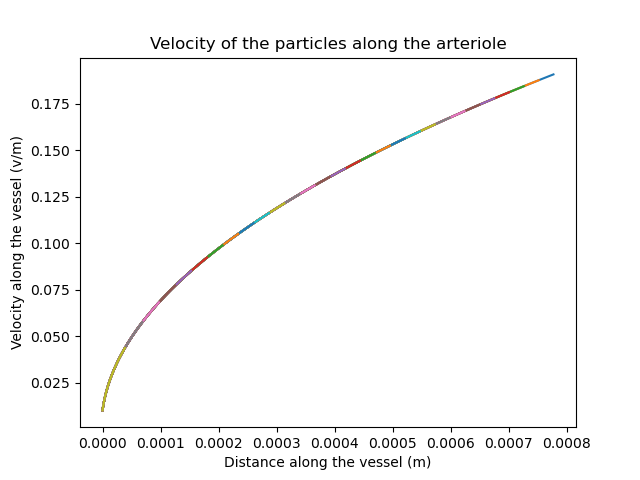 Velocity of the particles along the arteriole
Velocity along the vessel (v/m)
0.175
0.150
0.125
0.100
0.075
0.050
0.025
0.0000 0.0001 0.0002 0.0003 0.0004 0.0005 0.0006 0.0007 0.0008
Distance along the vessel (m)